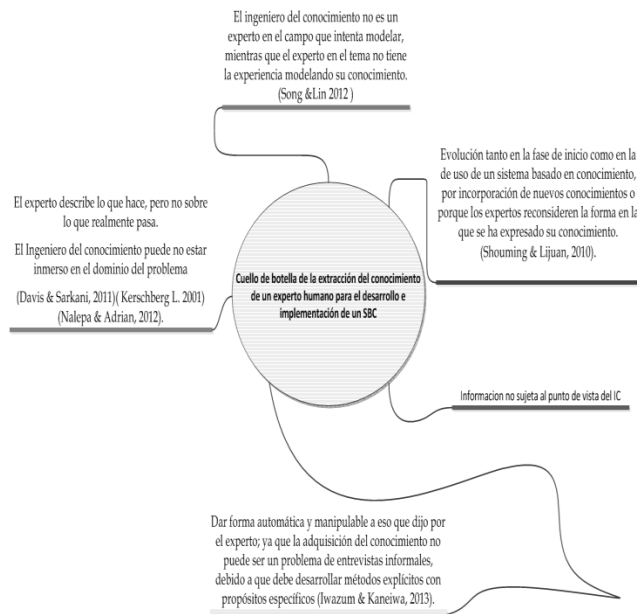 El ingeniero del conocimiento no es un
experto en el campo que intenta modelar,
mientras que el experto en el tema no tiene
la experiencia modelando su conocimiento.
(Song &Lin 2012 )
Evolución tanto en la fase de inicio como en la
de uso de un sistema basado en conocimiento,
por incorporación de nuevos conocimientos o
porque los expertos reconsideren la forma en la
que se ha expresado su conocimiento.
(Shouming & Lijuan, 2010).
El experto describe lo que hace, pero no sobre
lo que realmente pasa.
El Ingeniero del conocimiento puede no estar
inmerso en el dominio del problema
(Davis & Sarkani, 2011)( Kerschberg L. 2001)
(Nalepa & Adrian, 2012).
Cuello de botella de la extracción del conocimiento
de un experto humano para el desarrollo e
implementación de un SBC
Informacion no sujeta al punto de vista del IC
Dar forma automática y manipulable a eso que dijo por
el experto; ya que la adquisición del conocimiento no
puede ser un problema de entrevistas informales,
debido a que debe desarrollar métodos explícitos con
propósitos específicos (Iwazum & Kaneiwa, 2013).